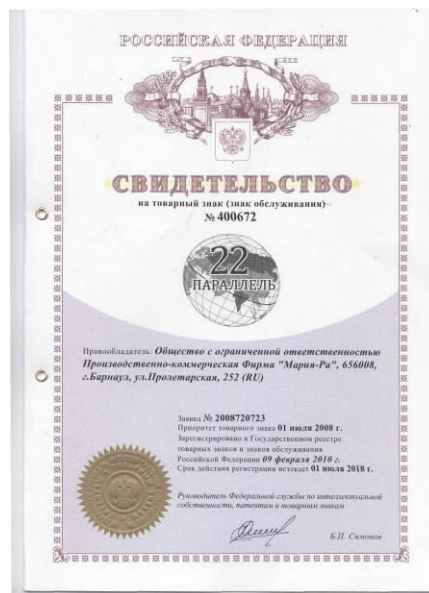 РОССИЙСКАЯ ФЕДЕРАЦИЯ
СВИДЕТЕЛЬСТВО
на товарный знак (знак обслуживания)
№ 400672
22
ПАРАЛЛЕЛЬ
Правообладатель: Общество с ограниченной ответственностью
Производственно-коммерческая Фирма "Мария-Ра", 656008,
г.Барнаул, ул.Пролетарская, 252 (RU)
Заявка № 2008720723
Приоритет товарного знака 01 июля 2008 г.
Зарегистрировано в Государственном реестре
товарных знаков и знаков обслуживания
Российской Федерации 09 февраля 2010 г.
Срок действия регистрации истекает 01 июля 2018 г.
Руководитель Федеральной службы по интеллектуальной
собственности, патентам и товарным знакам
Б.П. Симонов